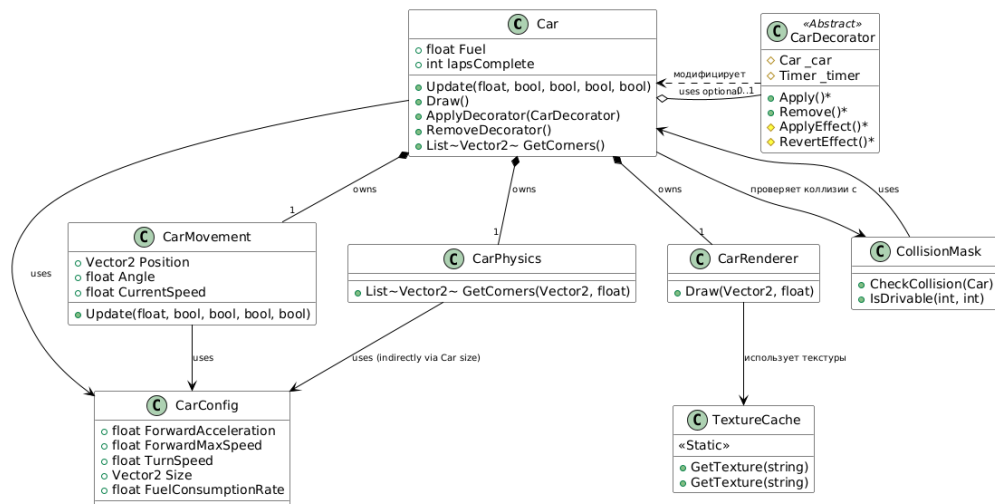 C Car
float Fuel
int lapsComplete
Update(float, bool, bool, bool, bool)
Draw()
ApplyDecorator(CarDecorator)
RemoveDecorator()
List~Vector2~ GetCorners()
«Abstract»
C CarDecorator
Car _car
Timer _timer
Apply()*
Remove()*
ApplyEffect()*
RevertEffect()*
модифицирует
uses optional
0..1
owns
1
owns
1
owns
1
проверяет коллизии с
uses
uses
C CarMovement
Vector2 Position
float Angle
float CurrentSpeed
Update(float, bool, bool, bool, bool)
C CarPhysics
List~Vector2~ GetCorners(Vector2, float)
C CarRenderer
Draw(Vector2, float)
C CollisionMask
CheckCollision(Car)
IsDrivable(int, int)
uses
uses (indirectly via Car size)
использует текстуры
C CarConfig
float ForwardAcceleration
float ForwardMaxSpeed
float TurnSpeed
Vector2 Size
float FuelConsumptionRate
C TextureCache
«Static»
GetTexture(string)
GetTexture(string)